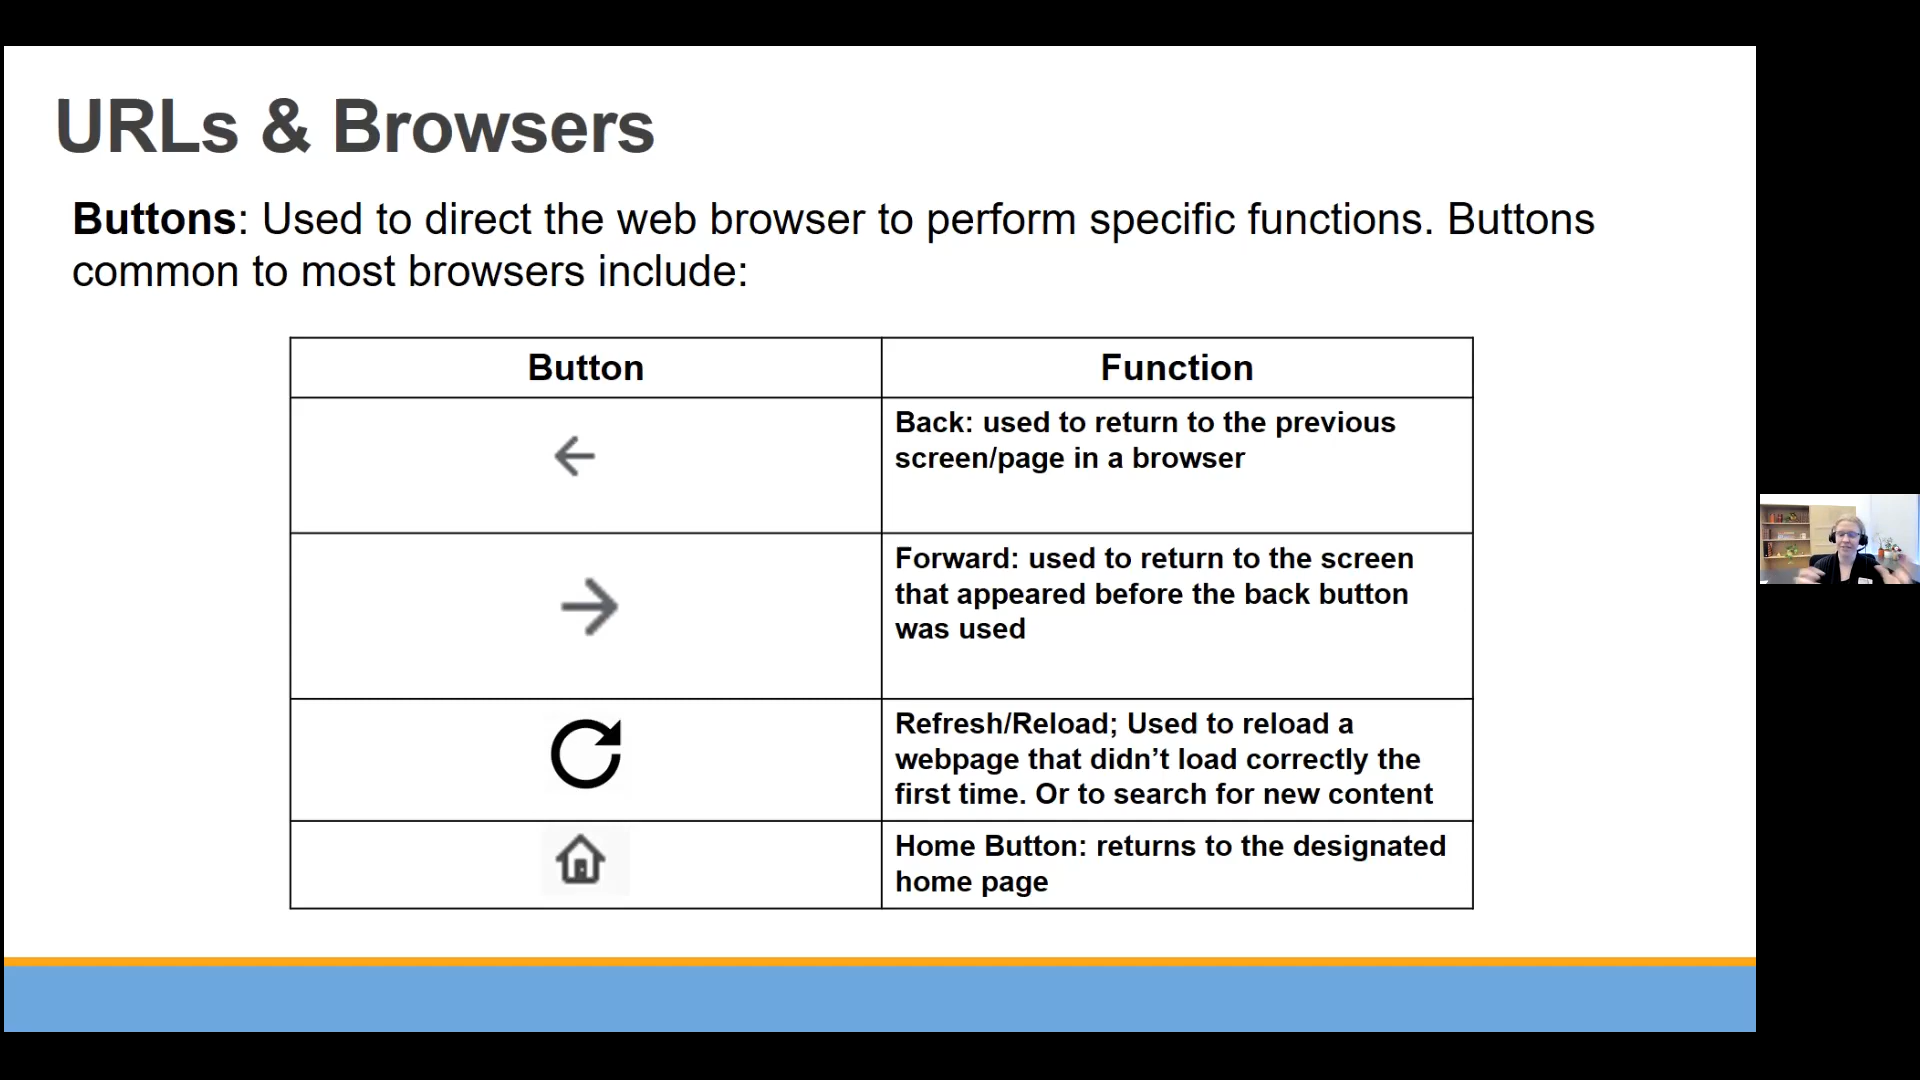 URLs & Browsers
Buttons: Used to direct the web browser to perform specific functions. Buttons
common to most browsers include:
Button
Function
Back: used to return to the previous
screen/page in a browser
Forward: used to return to the screen
that appeared before the back button
was used
Refresh/Reload; Used to reload a
webpage that didn’t load correctly the
first time. Or to search for new content
Home Button: returns to the designated
home page